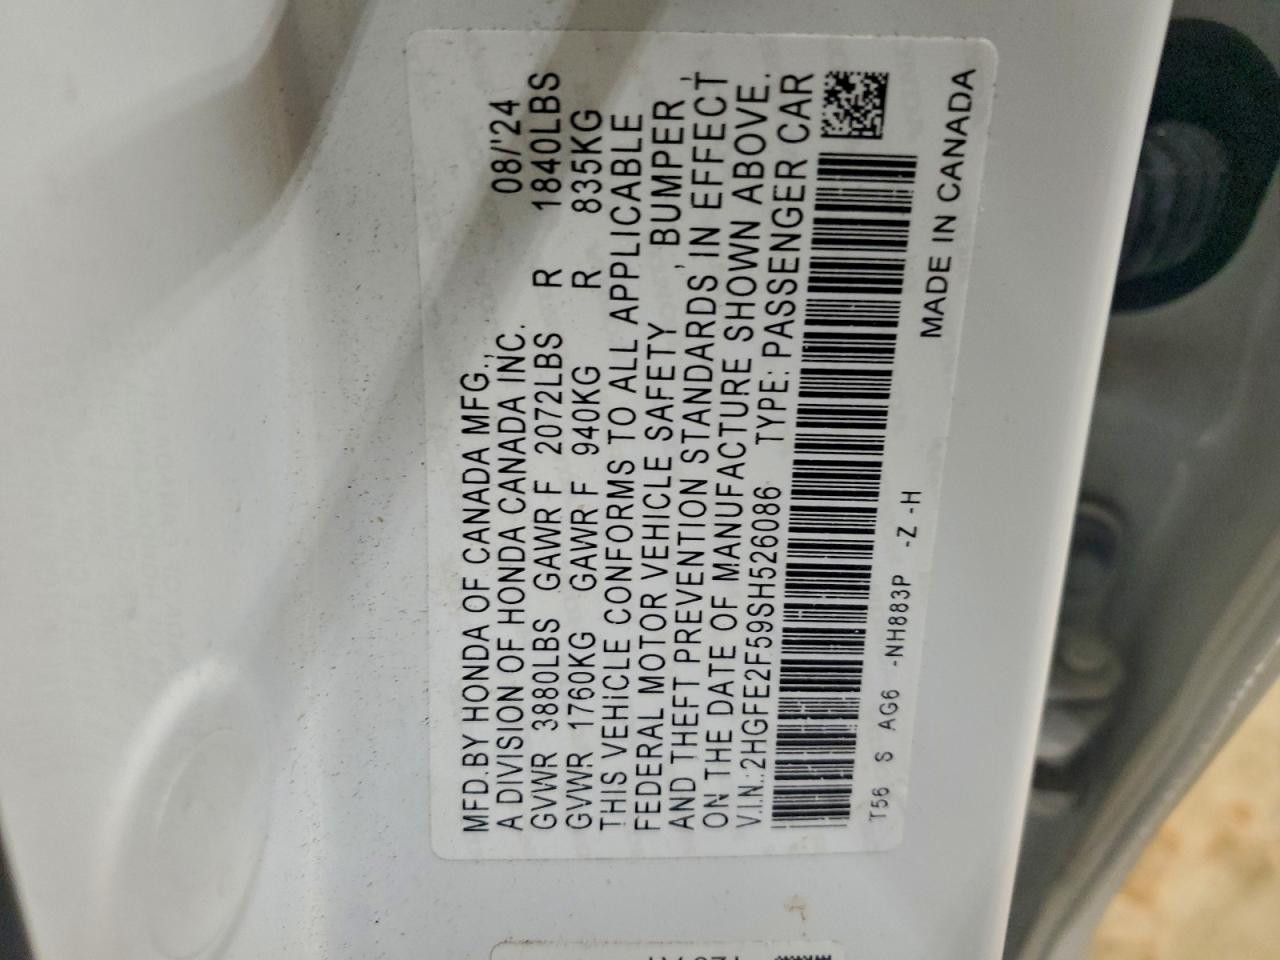 MFD.BY HONDA OF CANADA MFG.,
A DIVISION OF HONDA CANADA INC. 08/'24
GVWR 3880LBS GAWR F 2072LBS R 1840LBS
GVWR 1760KG GAWR F 940KG R 835KG
THIS VEHICLE CONFORMS TO ALL APPLICABLE
FEDERAL MOTOR VEHICLE SAFETY, BUMPER,
AND THEFT PREVENTION STANDARDS IN EFFECT
ON THE DATE OF MANUFACTURE SHOWN ABOVE.
V.I.N.:2HGFE2F59SH526086 TYPE: PASSENGER CAR
T56 S AG6 -NH883P -Z -H
MADE IN CANADA